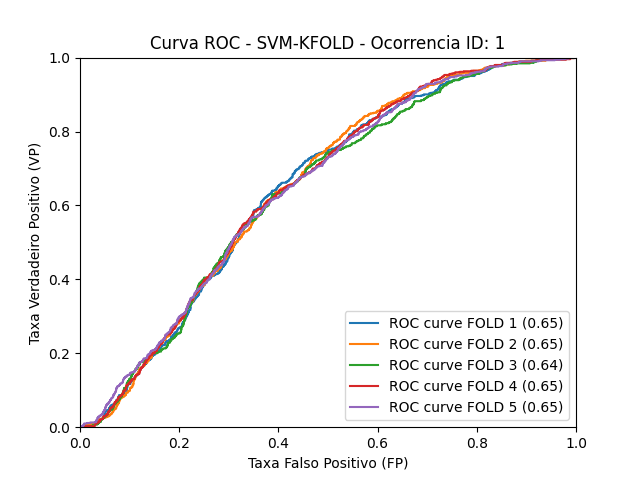 Curva ROC - SVM-KFOLD - Ocorrencia ID: 1
1.0
0.8
0.6
0.4
0.2
0.0
Taxa Verdadeiro Positivo (VP)
ROC curve FOLD 1 (0.65)
ROC curve FOLD 2 (0.65)
ROC curve FOLD 3 (0.64)
ROC curve FOLD 4 (0.65)
ROC curve FOLD 5 (0.65)
0.0 0.2 0.4 0.6 0.8 1.0
Taxa Falso Positivo (FP)